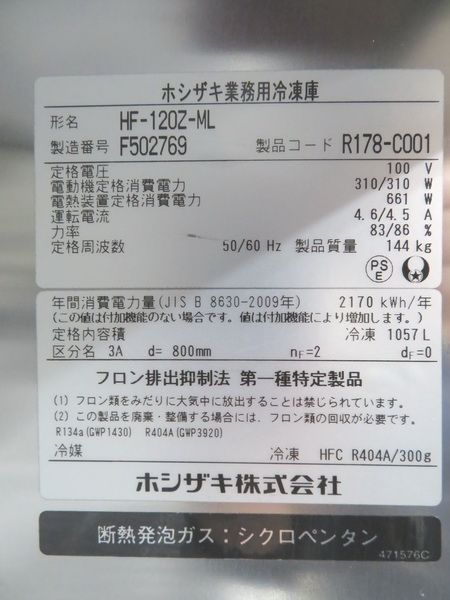 ホシザキ業務用冷凍庫
形名 HF-120Z-ML
製造番号 F502769 製品コード R178-C001
定格電圧 100 V
電動機定格消費電力 310/310 W
電熱装置定格消費電力 661 W
運転電流 4.6/4.5 A
力率 83/86 %
定格周波数 50/60 Hz 製品質量 144 kg
PS E
年間消費電力量(JIS B 8630-2009年) 2170 kWh/年
(この値は付加機能のない場合です。値は付加機能により増加します。)
定格内容積 冷凍 1057 L
区分名 3A d= 800mm nF=2 dF=0
フロン排出抑制法 第一種特定製品
(1) フロン類をみだりに大気中に放出することは禁じられています。
(2) この製品を廃棄・整備する場合には、フロン類の回収が必要です。
R134a(GWP1430) R404A(GWP3920)
冷媒 冷凍 HFC R404A/300g
ホシザキ株式会社
断熱発泡ガス：シクロペンタン
471576C